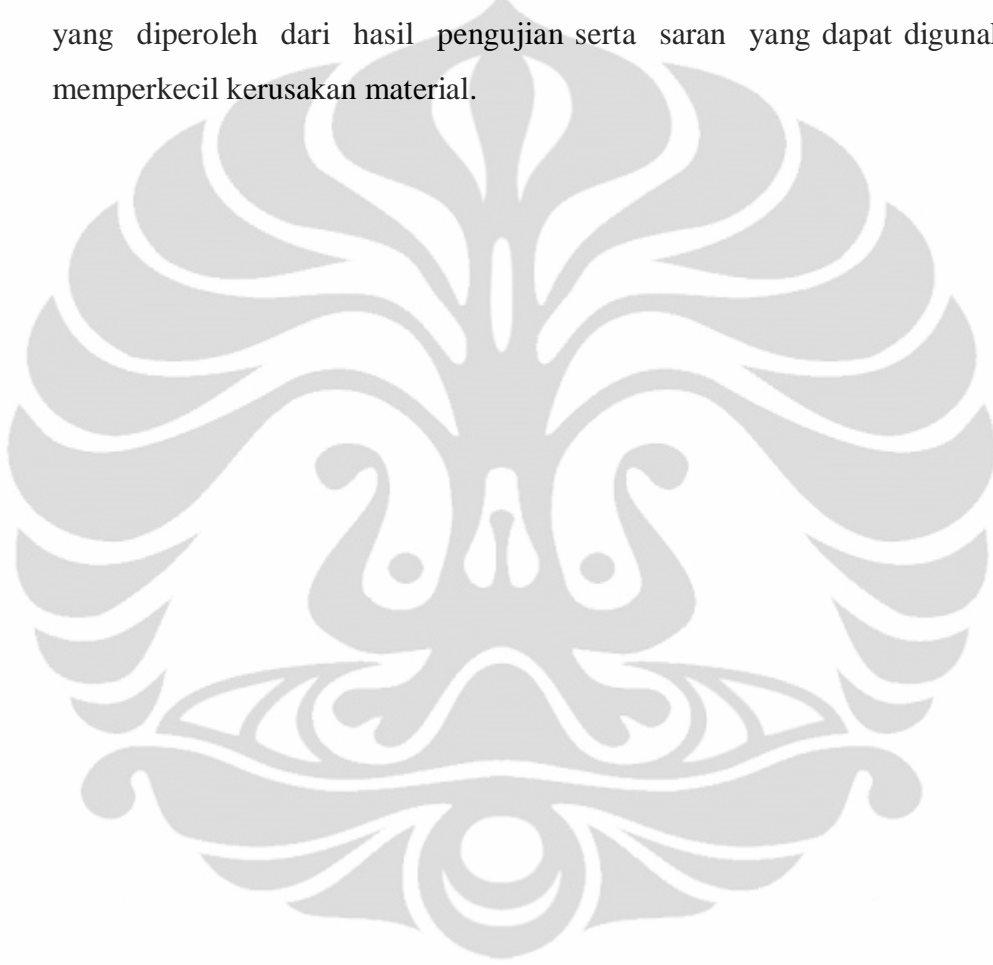 yang diperoleh dari hasil pengujian serta saran yang dapat
memperkecil kerusakan material.